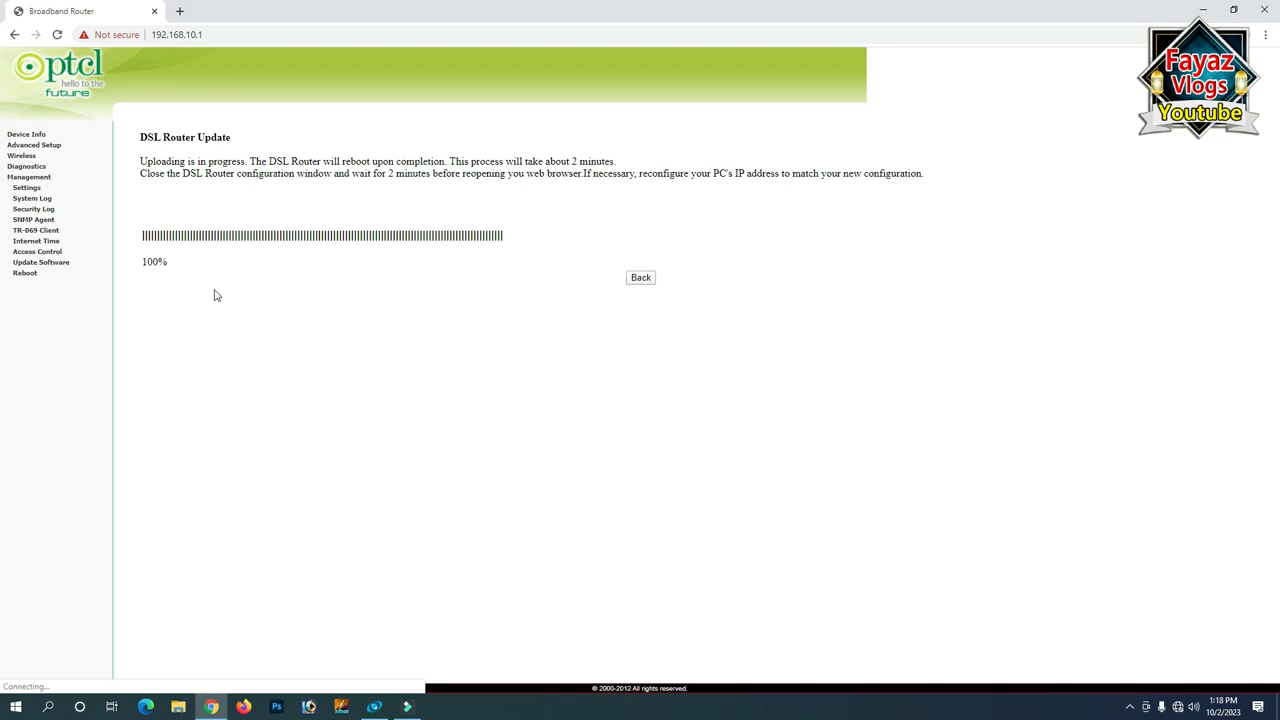 Broadband Router
Not secure
192.168.10.1
Fayaz
Vlogs
Youtube
ptcl
hello to the
future
Device Info
Advanced Setup
Wireless
Diagnostics
Management
Settings
System Log
Security Log
SNMP Agent
TR-069 Client
Internet Time
Access Control
Update Software
Reboot
DSL Router Update
Uploading is in progress. The DSL Router will reboot upon completion. This process will take about 2 minutes.
Close the DSL Router configuration window and wait for 2 minutes before reopening you web browser.If necessary, reconfigure your PC's IP address to match your new configuration.
100%
Back
Connecting...
© 2000-2012 All rights reserved.
Ps
1:18 PM
10/2/2023